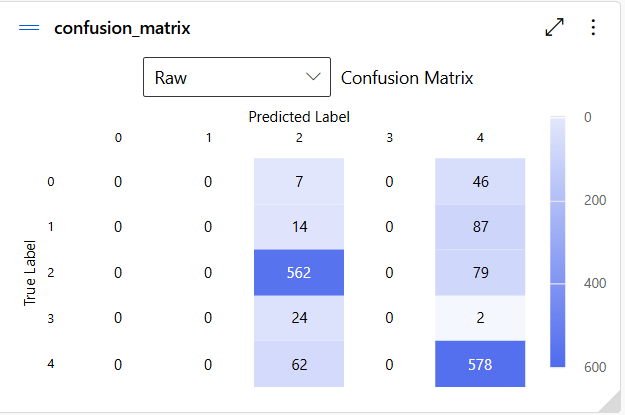 confusion_matrix
Raw
Confusion Matrix
Predicted Label
0 1 2 3 4
0 0 0 7 0 46
1 0 0 14 0 87
2 0 0 562 0 79
3 0 0 24 0 2
4 0 0 62 0 578
True Label
0
200
400
600